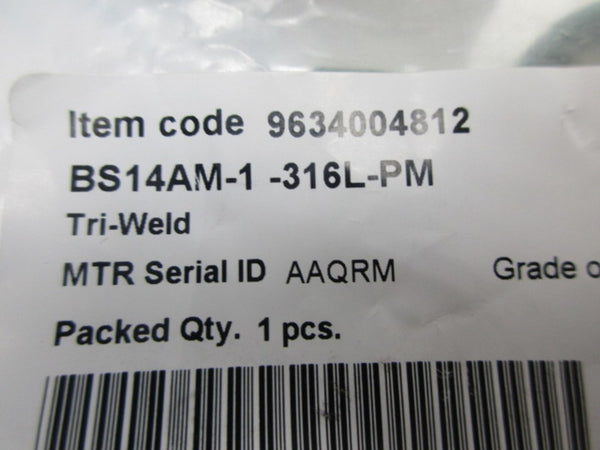 Item code 9634004812
BS14AM-1 -316L-PM
Tri-Weld
MTR Serial ID AAQRM Grade o
Packed Qty. 1 pcs.